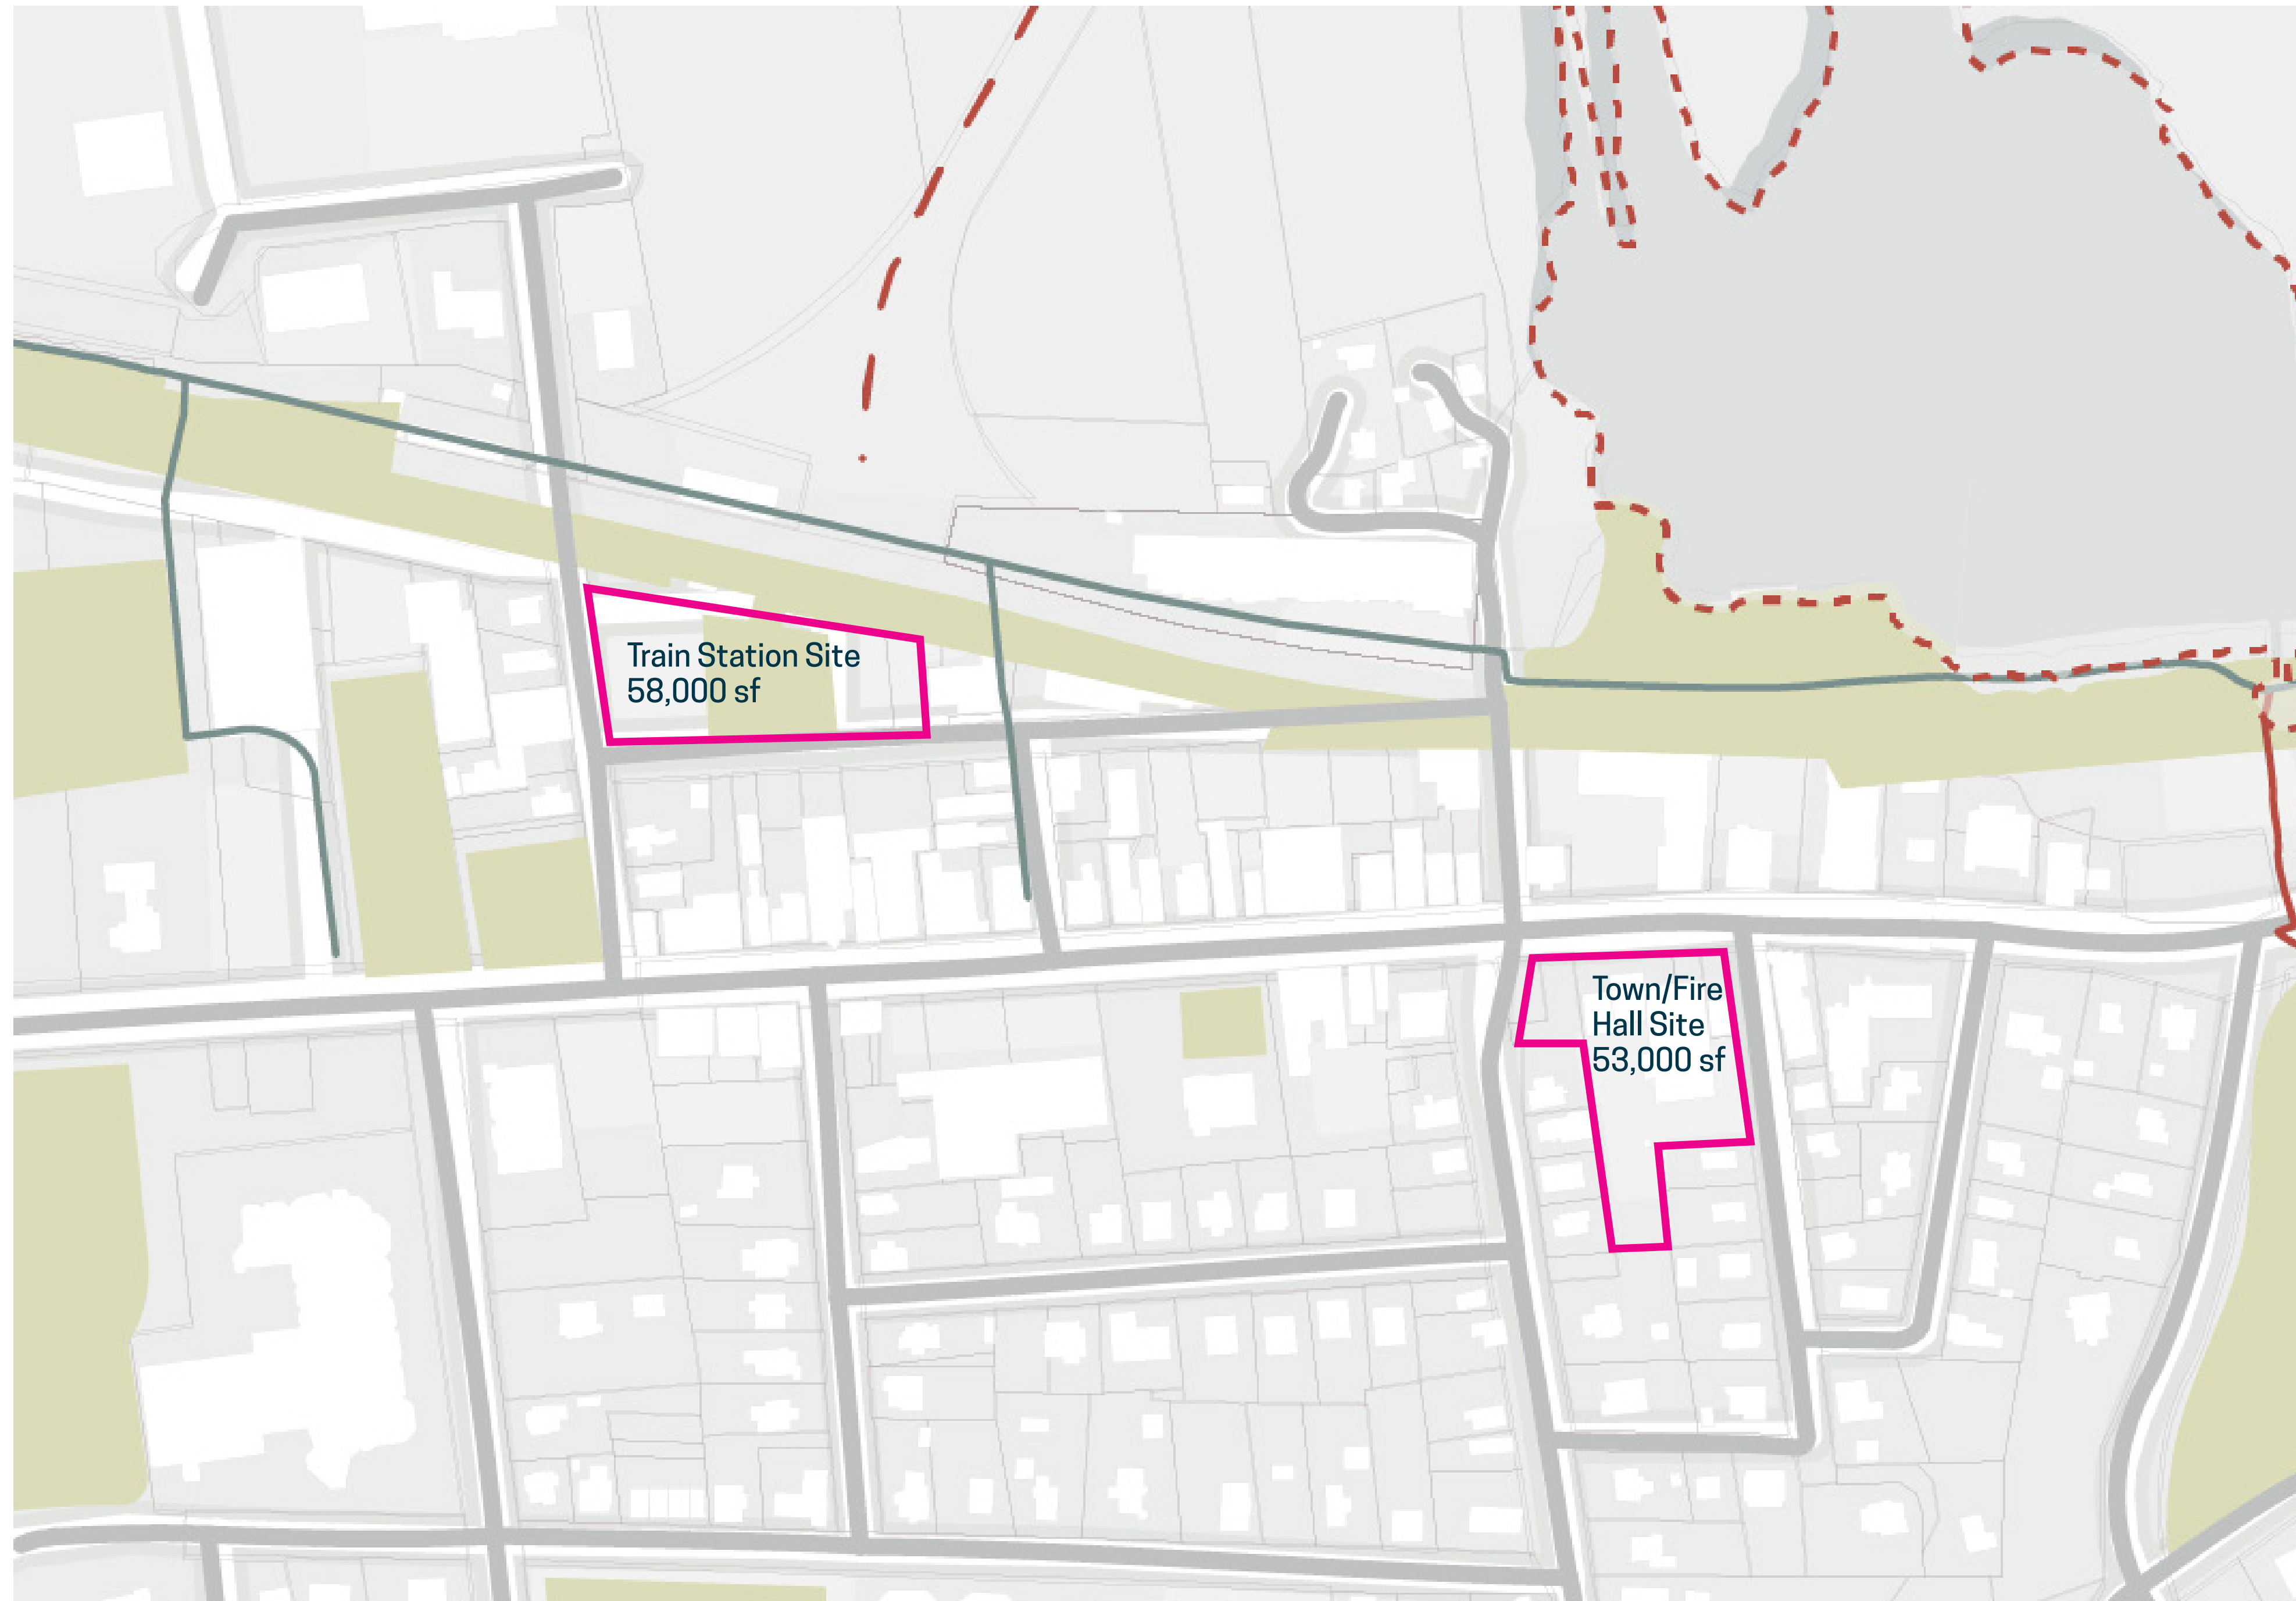 Train Station Site
58,000 sf
Town/Fire
Hall Site
53,000 sf